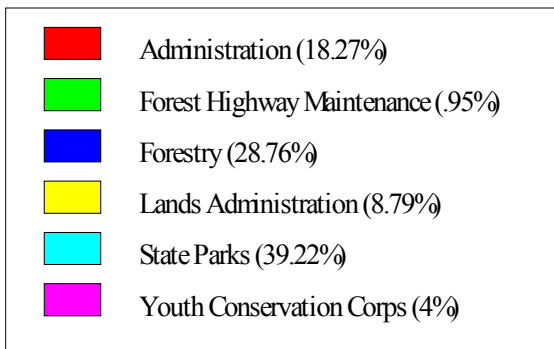 Administration (18.27%)
Forest Highway Maintenance (.95%)
Forestry (28.76%)
Lands Administration (8.79%)
State Parks (39.22%)
Youth Conservation Corps (4%)